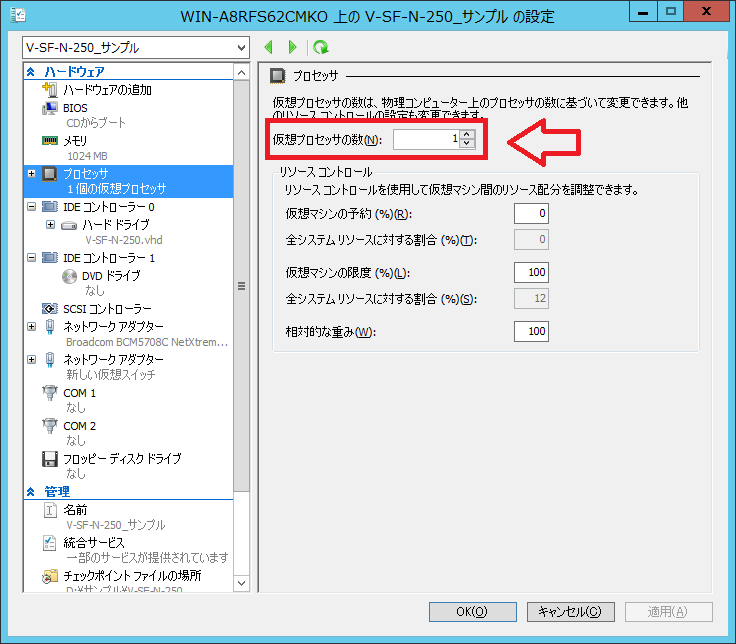 WIN-A8RFS62CMKO 上の V-SF-N-250_サンプル の設定
V-SF-N-250_サンプル
ハードウェア
ハードウェアの追加
BIOS
CDからブート
メモリ
1024 MB
プロセッサ
1 個の仮想プロセッサ
IDE コントローラー 0
ハード ドライブ
V-SF-N-250.vhd
IDE コントローラー 1
DVD ドライブ
なし
SCSI コントローラー
ネットワーク アダプター
Broadcom BCM5708C NetXtrem...
ネットワーク アダプター
新しい仮想スイッチ
COM 1
なし
COM 2
なし
フロッピー ディスク ドライブ
なし
管理
名前
V-SF-N-250_サンプル
統合サービス
一部のサービスが提供されています
チェックポイント ファイルの場所
D:¥サンプル¥V-SF-N-250
プロセッサ
仮想プロセッサの数は、物理コンピューター上のプロセッサの数に基づいて変更できます。他
のリソース コントロールの設定も変更できます。
仮想プロセッサの数(N): 1
リソース コントロール
リソース コントロールを使用して仮想マシン間のリソース配分を調整できます。
仮想マシンの予約 (%)(R): 0
全システム リソースに対する割合 (%)(T): 0
仮想マシンの限度 (%)(L): 100
全システム リソースに対する割合 (%)(S): 12
相対的な重み(W): 100
OK(O) キャンセル(C) 適用(A)